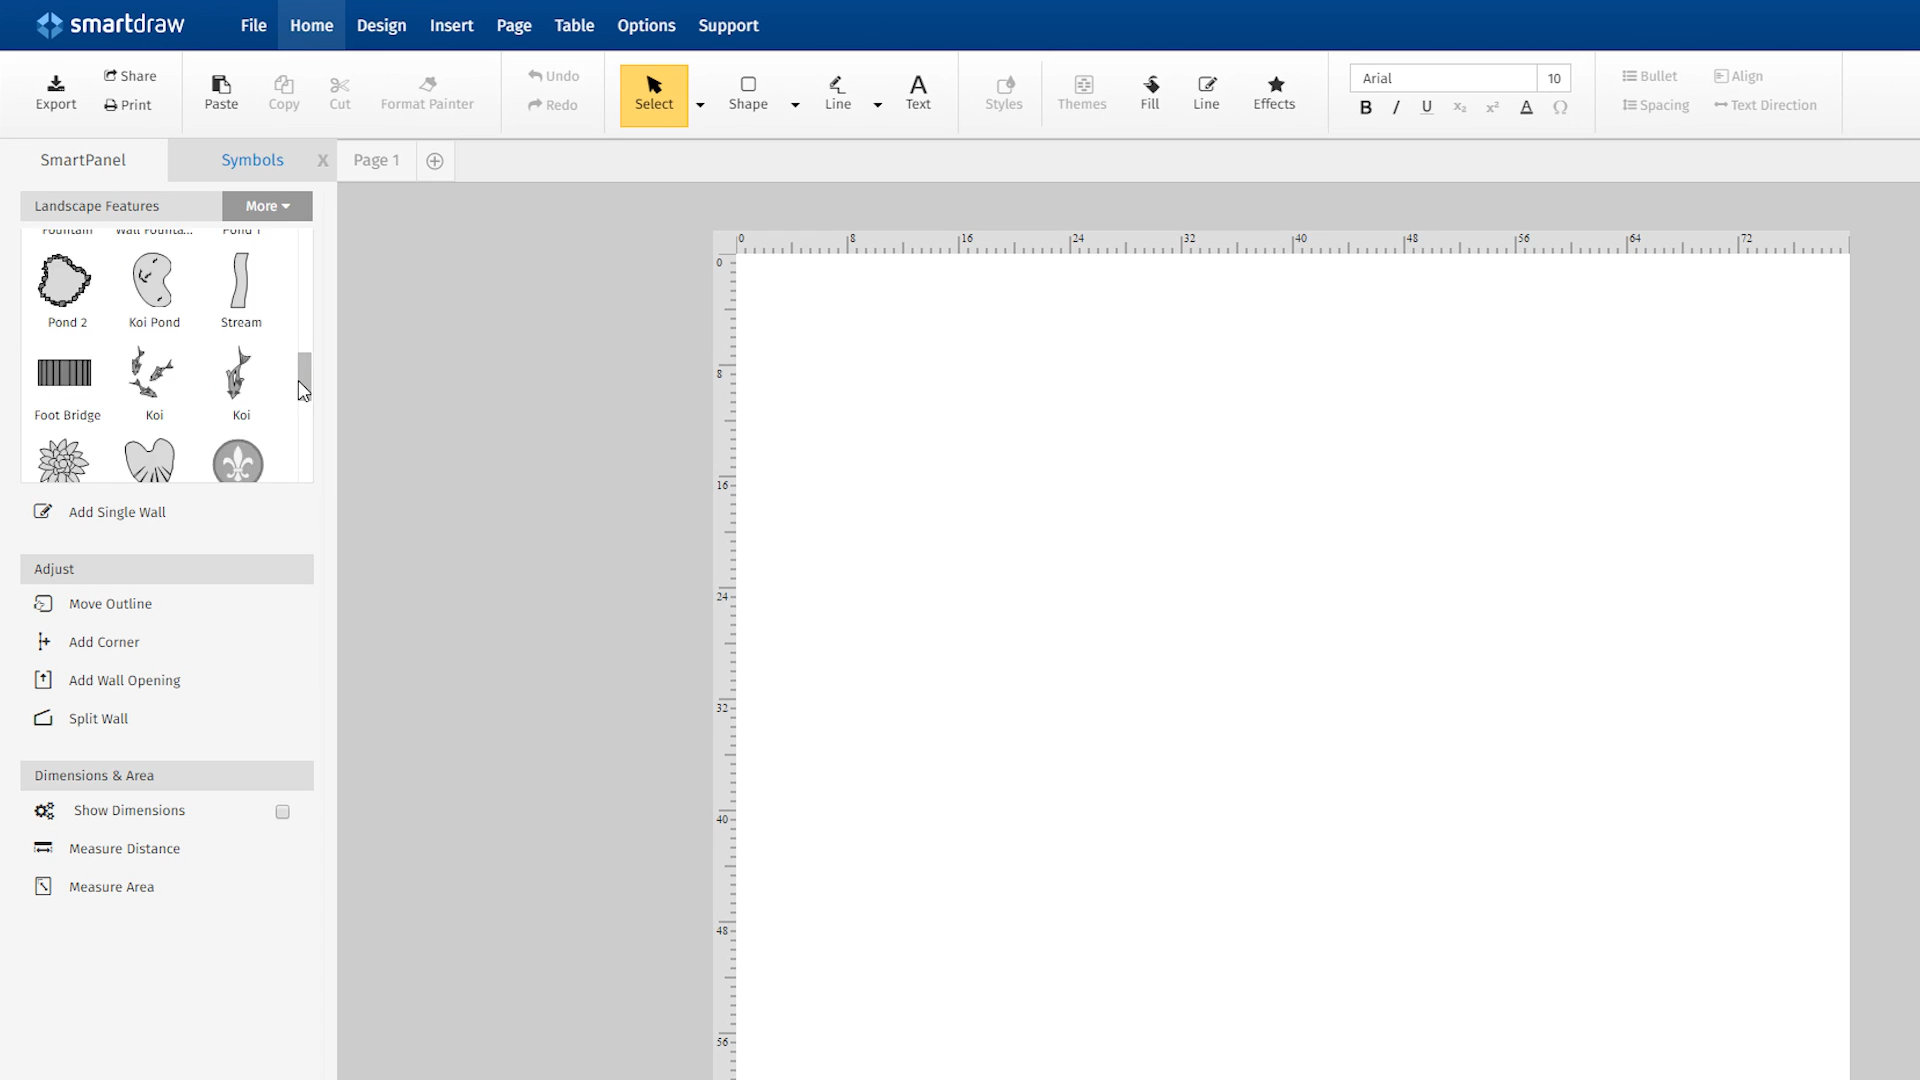 smartdraw
File Home Design Insert Page Table Options Support
Export Share Print Paste Copy Cut Format Painter Undo Redo Select Shape Line Text Styles Themes Fill Line Effects
Arial 10
B I U x₂ x² A Ω
Bullet Align
Spacing Text Direction
SmartPanel Symbols X Page 1
Landscape Features More
Fountain Wall Founta... Pond 1
Pond 2 Koi Pond Stream
Foot Bridge Koi Koi
Add Single Wall
Adjust
Move Outline
Add Corner
Add Wall Opening
Split Wall
Dimensions & Area
Show Dimensions
Measure Distance
Measure Area
0 8 16 24 32 40 48 56 64 72
0
8
16
24
32
40
48
56